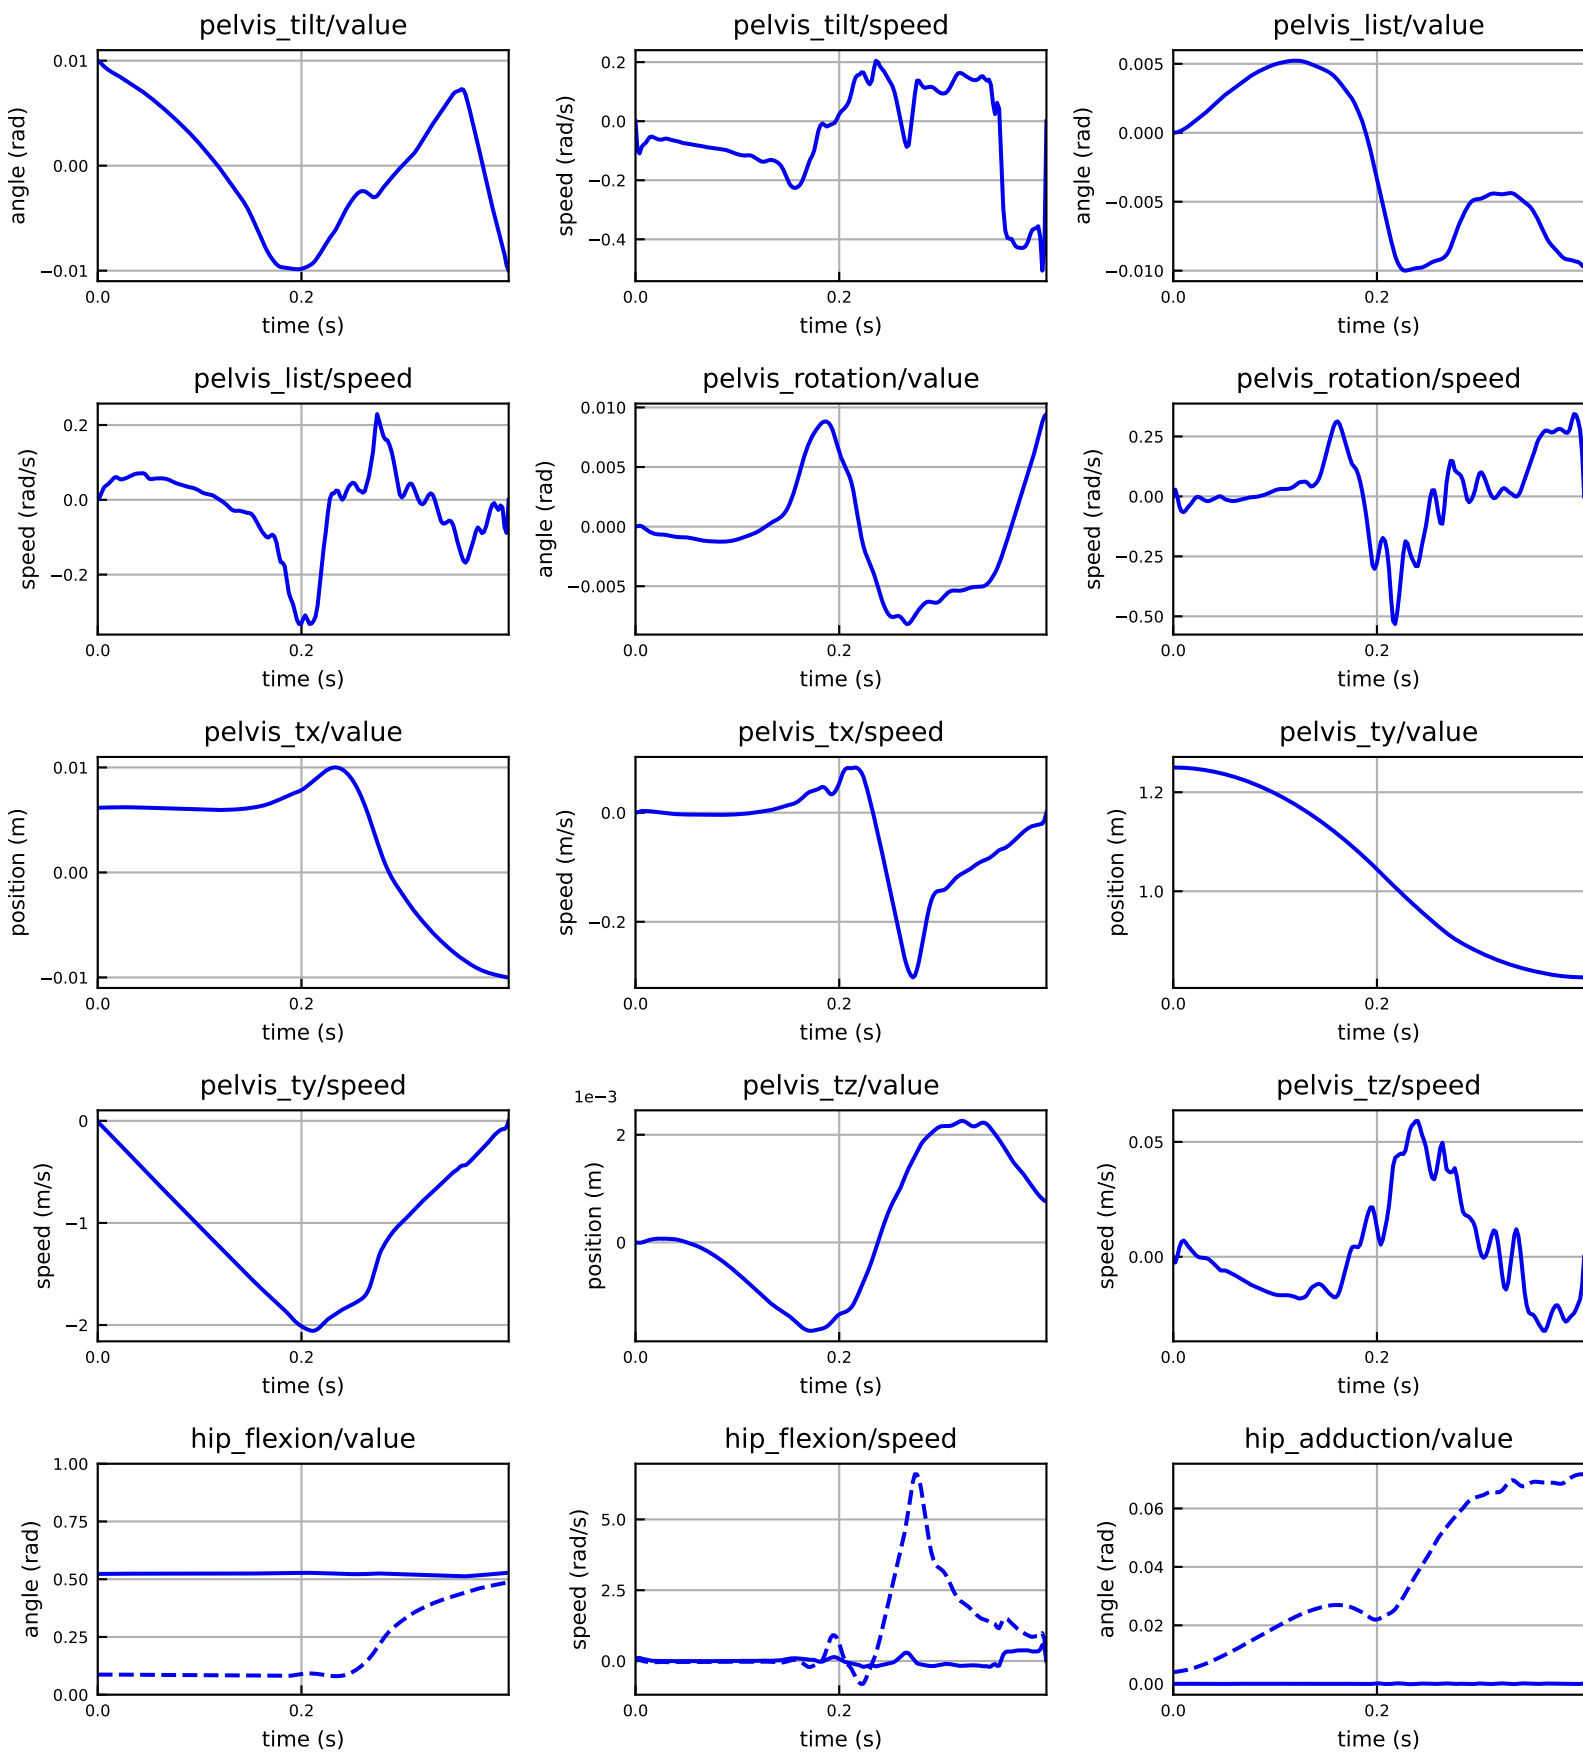 pelvis_tilt/value
pelvis_tilt/speed
pelvis_list/value
0.01
0.00
−0.01
angle (rad)
0.0
0.2
time (s)
0.2
0.0
−0.2
−0.4
speed (rad/s)
0.0
0.2
time (s)
0.005
0.000
−0.005
−0.010
angle (rad)
0.0
0.2
time (s)
pelvis_list/speed
pelvis_rotation/value
pelvis_rotation/speed
0.2
0.0
−0.2
speed (rad/s)
0.0
0.2
time (s)
0.010
0.005
0.000
−0.005
angle (rad)
0.0
0.2
time (s)
0.25
0.00
−0.25
−0.50
speed (rad/s)
0.0
0.2
time (s)
pelvis_tx/value
pelvis_tx/speed
pelvis_ty/value
0.01
0.00
−0.01
position (m)
0.0
0.2
time (s)
0.0
−0.2
speed (m/s)
0.0
0.2
time (s)
1.2
1.0
position (m)
0.0
0.2
time (s)
pelvis_ty/speed
pelvis_tz/value
pelvis_tz/speed
0
−1
−2
speed (m/s)
0.0
0.2
time (s)
1e−3
2
0
position (m)
0.0
0.2
time (s)
0.05
0.00
speed (m/s)
0.0
0.2
time (s)
hip_flexion/value
hip_flexion/speed
hip_adduction/value
1.00
0.75
0.50
0.25
0.00
angle (rad)
0.0
0.2
time (s)
5.0
2.5
0.0
speed (rad/s)
0.0
0.2
time (s)
0.06
0.04
0.02
0.00
angle (rad)
0.0
0.2
time (s)